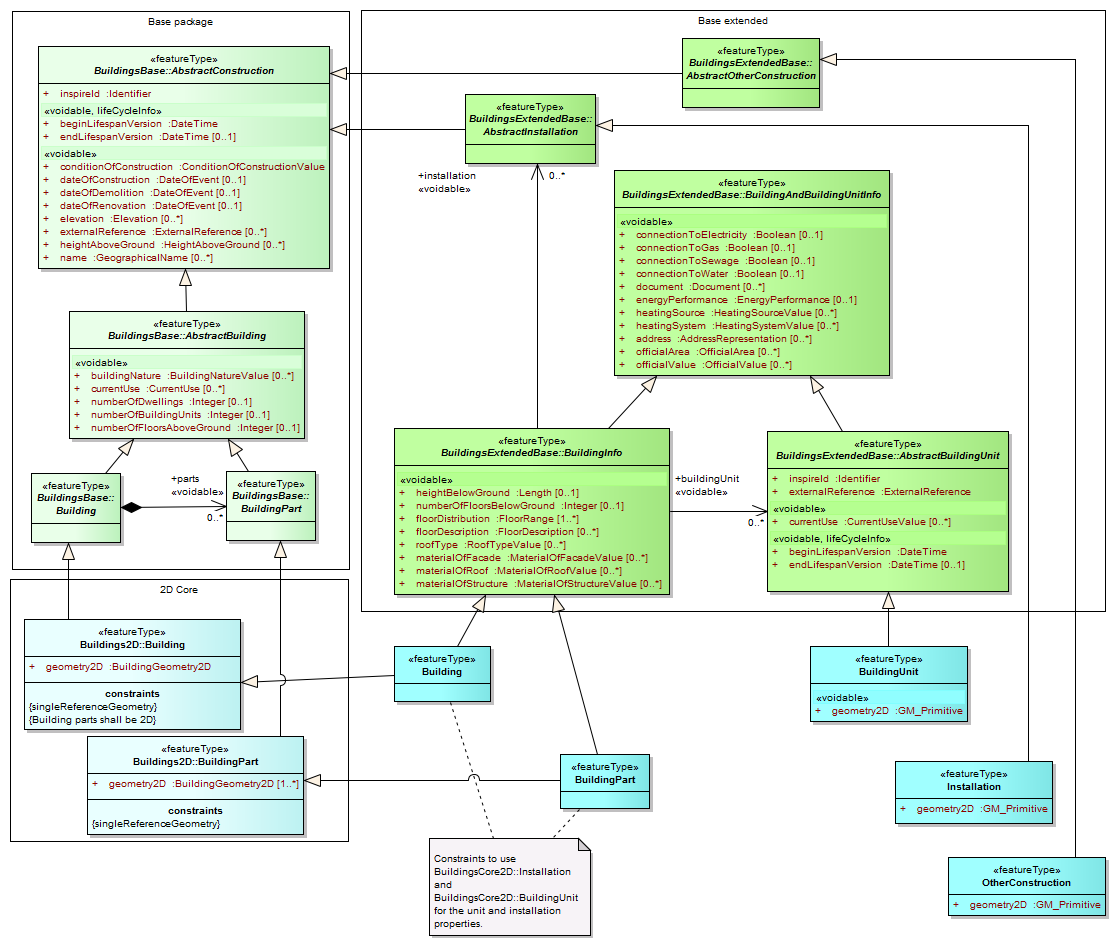 Base package
«featureType»
BuildingsBase::AbstractConstruction
+ inspireId :Identifier
«voidable, lifeCycleInfo»
+ beginLifespanVersion :DateTime
+ endLifespanVersion :DateTime [0..1]
«voidable»
+ conditionOfConstruction :ConditionOfConstructionValue
+ dateOfConstruction :DateOfEvent [0..1]
+ dateOfDemolition :DateOfEvent [0..1]
+ dateOfRenovation :DateOfEvent [0..1]
+ elevation :Elevation [0..*]
+ externalReference :ExternalReference [0..*]
+ heightAboveGround :HeightAboveGround [0..*]
+ name :GeographicalName [0..*]
«featureType»
BuildingsBase::AbstractBuilding
«voidable»
+ buildingNature :BuildingNatureValue [0..*]
+ currentUse :CurrentUse [0..*]
+ numberOfDwellings :Integer [0..1]
+ numberOfBuildingUnits :Integer [0..1]
+ numberOfFloorsAboveGround :Integer [0..1]
«featureType»
BuildingsBase::
Building
+parts
«voidable»
0..*
«featureType»
BuildingsBase::
BuildingPart
Base extended
«featureType»
BuildingsExtendedBase::
AbstractOtherConstruction
«featureType»
BuildingsExtendedBase::
AbstractInstallation
+installation
«voidable»
0..*
«featureType»
BuildingsExtendedBase::BuildingAndBuildingUnitInfo
«voidable»
+ connectionToElectricity :Boolean [0..1]
+ connectionToGas :Boolean [0..1]
+ connectionToSewage :Boolean [0..1]
+ connectionToWater :Boolean [0..1]
+ document :Document [0..*]
+ energyPerformance :EnergyPerformance [0..1]
+ heatingSource :HeatingSourceValue [0..*]
+ heatingSystem :HeatingSystemValue [0..*]
+ address :AddressRepresentation [0..*]
+ officialArea :OfficialArea [0..*]
+ officialValue :OfficialValue [0..*]
«featureType»
BuildingsExtendedBase::BuildingInfo
«voidable»
+ heightBelowGround :Length [0..1]
+ numberOfFloorsBelowGround :Integer [0..1]
+ floorDistribution :FloorRange [1..*]
+ floorDescription :FloorDescription [0..*]
+ roofType :RoofTypeValue [0..*]
+ materialOfFacade :MaterialOfFacadeValue [0..*]
+ materialOfRoof :MaterialOfRoofValue [0..*]
+ materialOfStructure :MaterialOfStructureValue [0..*]
+buildingUnit
«voidable»
0..*
«featureType»
BuildingsExtendedBase::AbstractBuildingUnit
+ inspireId :Identifier
+ externalReference :ExternalReference
«voidable»
+ currentUse :CurrentUseValue [0..*]
«voidable, lifeCycleInfo»
+ beginLifespanVersion :DateTime
+ endLifespanVersion :DateTime [0..1]
2D Core
«featureType»
Buildings2D::Building
+ geometry2D :BuildingGeometry2D
constraints
{singleReferenceGeometry}
{Building parts shall be 2D}
«featureType»
Buildings2D::BuildingPart
+ geometry2D :BuildingGeometry2D [1..*]
constraints
{singleReferenceGeometry}
«featureType»
Building
«featureType»
BuildingPart
«featureType»
BuildingUnit
«voidable»
+ geometry2D :GM_Primitive
«featureType»
Installation
+ geometry2D :GM_Primitive
«featureType»
OtherConstruction
+ geometry2D :GM_Primitive
Constraints to use
BuildingsCore2D::Installation
and
BuildingsCore2D::BuildingUnit
for the unit and installation
properties.